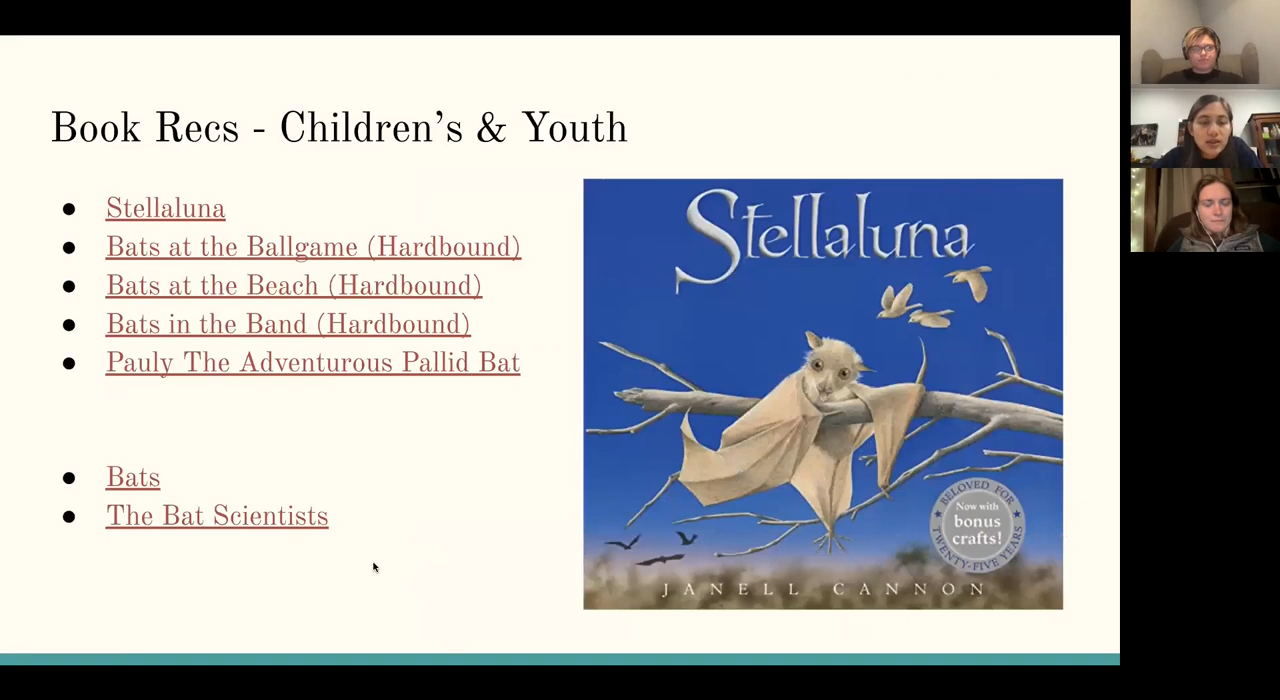 Book Recs - Children's & Youth
● Stellaluna
● Bats at the Ballgame (Hardbound)
● Bats at the Beach (Hardbound)
● Bats in the Band (Hardbound)
● Pauly The Adventurous Pallid Bat
● Bats
● The Bat Scientists
Stellaluna
BELOVED FOR
Now with
bonus
crafts!
TWENTY-FIVE YEARS
JANELL CANNON